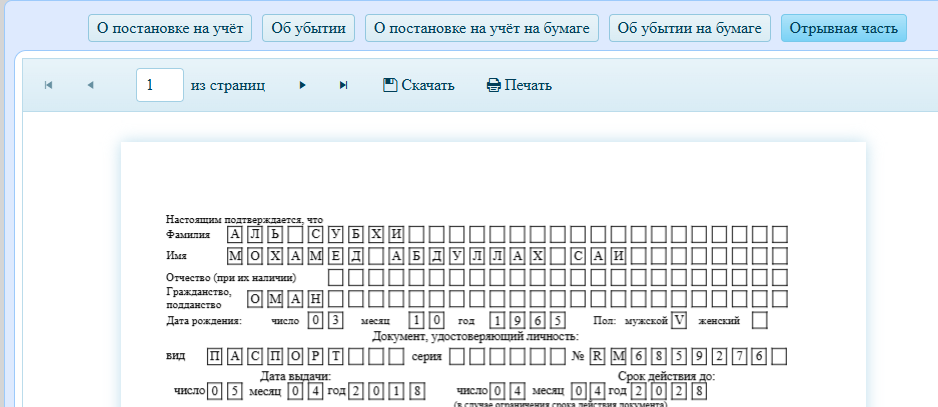 О постановке на учёт Об убытии О постановке на учёт на бумаге Об убытии на бумаге Отрывная часть
1 из страниц Скачать Печать
Настоящим подтверждается, что
Фамилия АЛЬ СУБХИ
Имя МОХАМЕД АБДУЛЛАХ САИ
Отчество (при их наличии)
Гражданство, подданство ОМАН
Дата рождения: число 03 месяц 10 год 1965 Пол: мужской V женский
Документ, удостоверяющий личность:
вид ПАСПОРТ серия № RM6859276
Дата выдачи: Срок действия до:
число 05 месяц 04 год 2018 число 04 месяц 04 год 2028
(в случае ограничения срока действия документа)